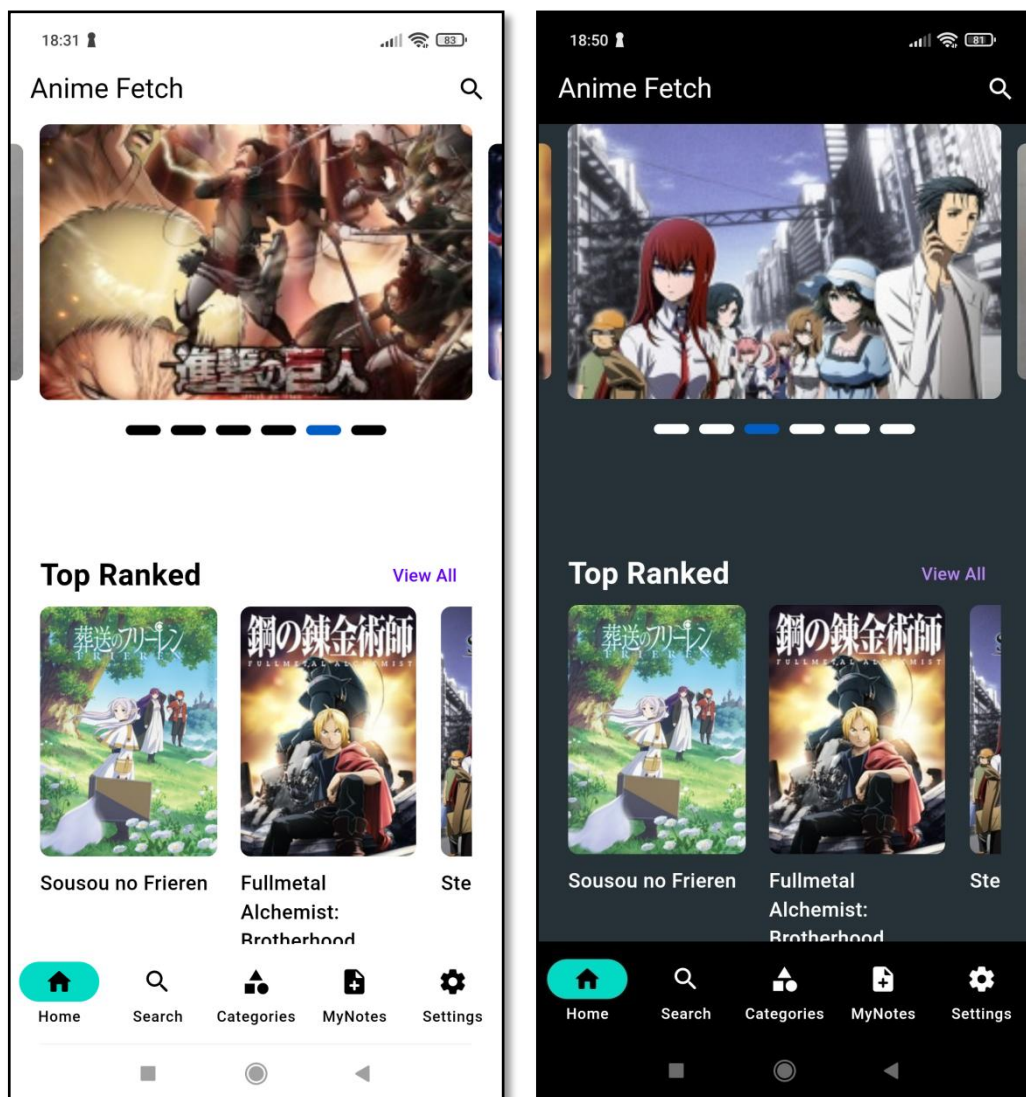 18:31
83
Anime Fetch
進撃の巨人
Top Ranked
View All
葬送のフリーレン
FRIEREN
鋼の錬金術師
FULLMETAL ALCHEMIST
Sousou no Frieren
Fullmetal
Alchemist:
Brotherhood
Ste
Home
Search
Categories
MyNotes
Settings
18:50
81
Anime Fetch
Top Ranked
View All
葬送のフリーレン
FRIEREN
鋼の錬金術師
FULLMETAL ALCHEMIST
Sousou no Frieren
Fullmetal
Alchemist:
Brotherhood
Ste
Home
Search
Categories
MyNotes
Settings